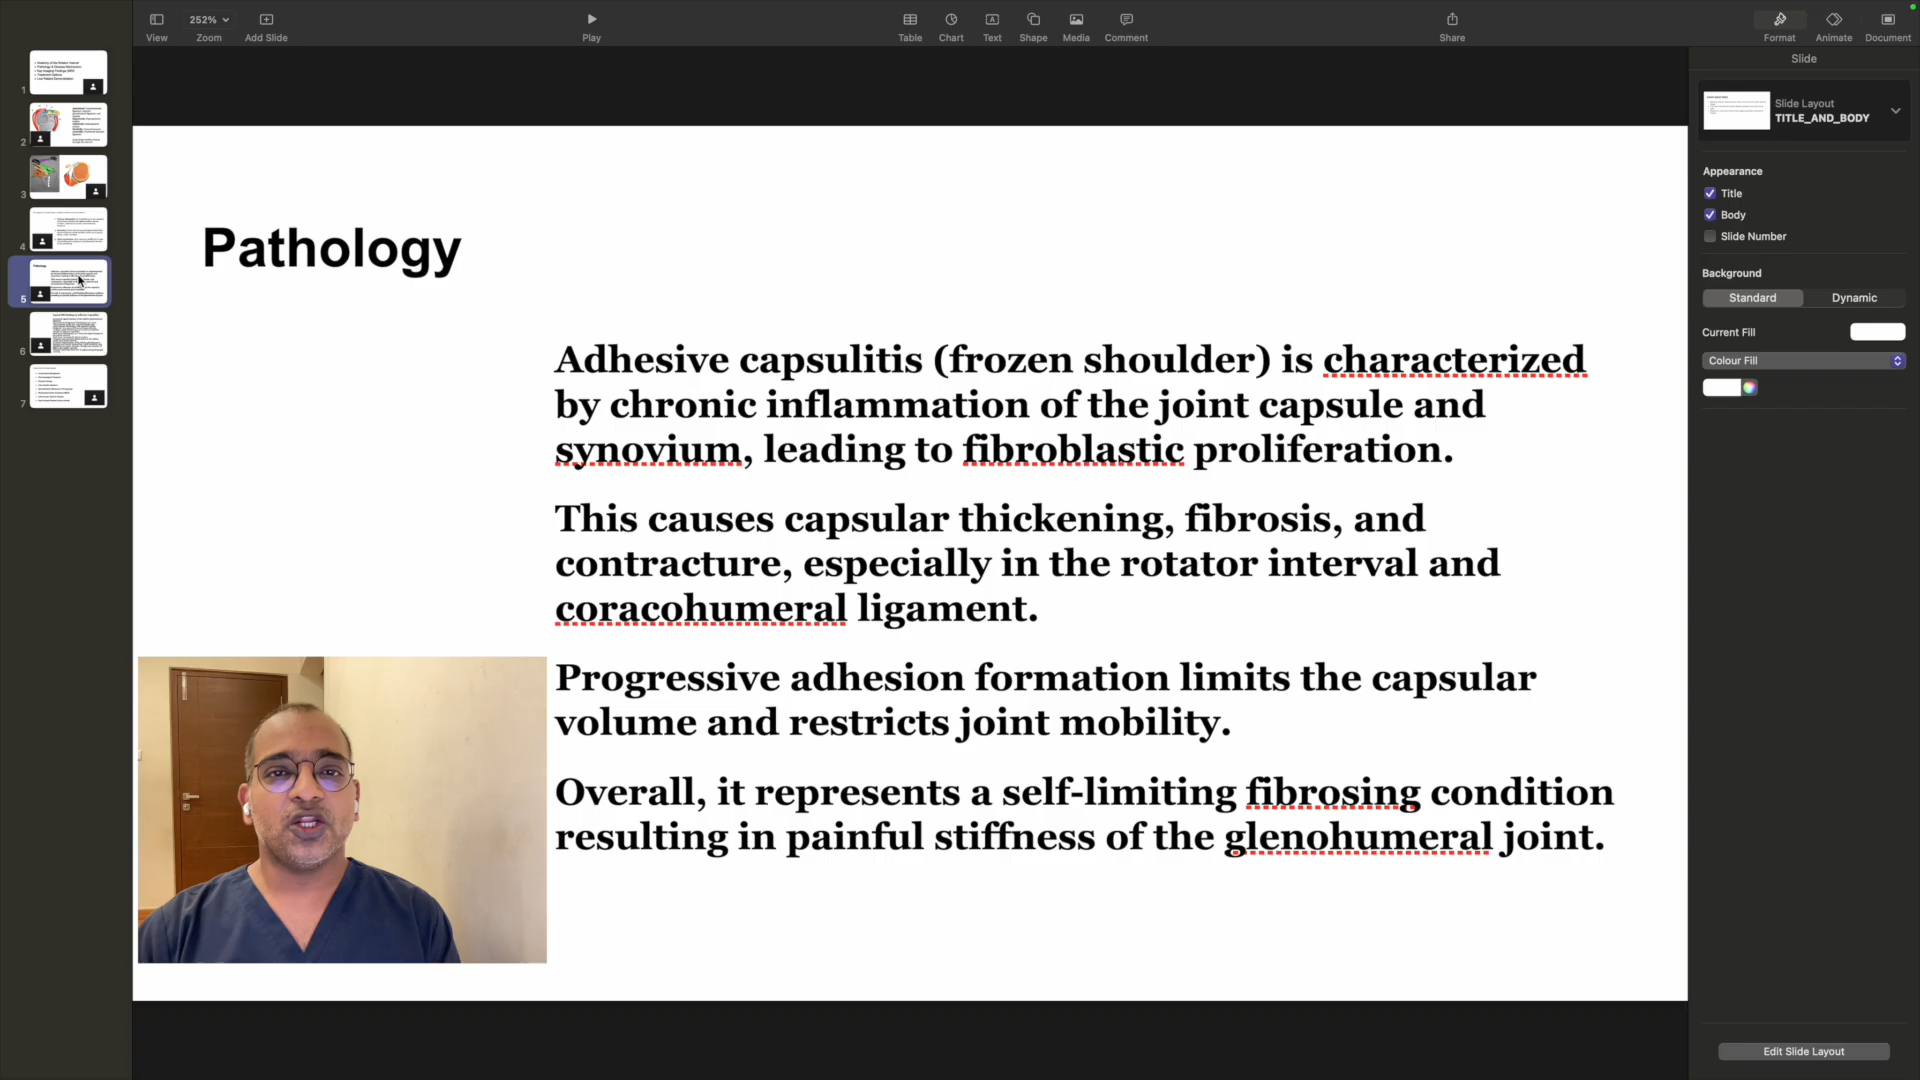 View
252%
Zoom
Add Slide
Play
Table
Chart
Text
Shape
Media
Comment
Share
Format
Animate
Document
1
2
3
4
5
6
7
Pathology
Adhesive capsulitis (frozen shoulder) is characterized
by chronic inflammation of the joint capsule and
synovium, leading to fibroblastic proliferation.
This causes capsular thickening, fibrosis, and
contracture, especially in the rotator interval and
coracohumeral ligament.
Progressive adhesion formation limits the capsular
volume and restricts joint mobility.
Overall, it represents a self-limiting fibrosing condition
resulting in painful stiffness of the glenohumeral joint.
Slide
Slide Layout
TITLE_AND_BODY
Appearance
Title
Body
Slide Number
Background
Standard
Dynamic
Current Fill
Colour Fill
Edit Slide Layout